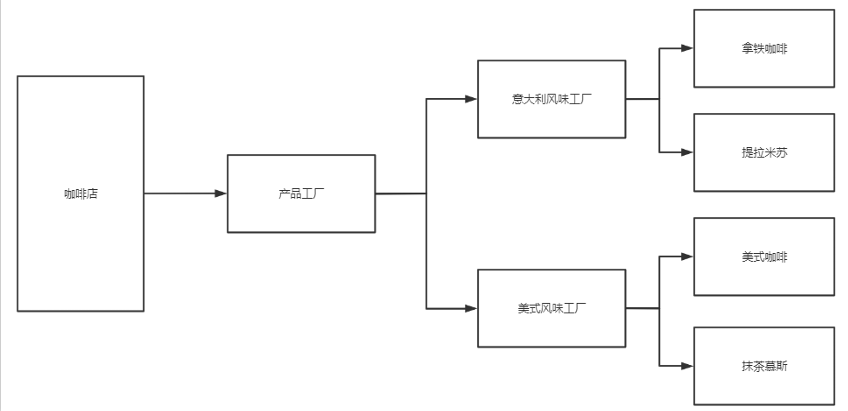 咖啡店
产品工厂
意大利风味工厂
拿铁咖啡
提拉米苏
美式风味工厂
美式咖啡
抹茶慕斯